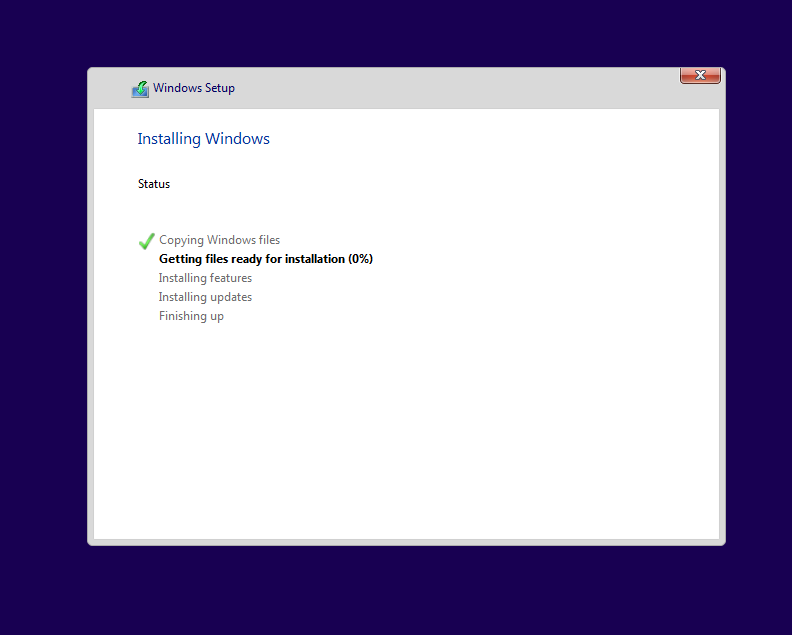 Windows Setup
Installing Windows
Status
Copying Windows files
Getting files ready for installation (0%)
Installing features
Installing updates
Finishing up